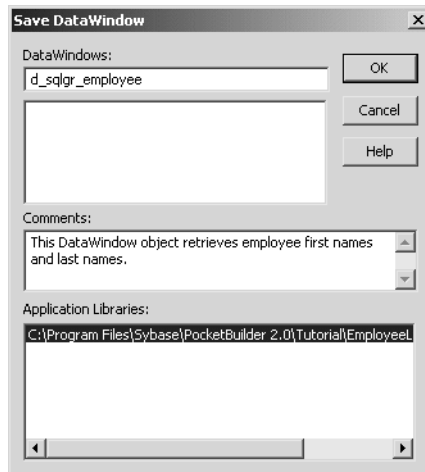 Save DataWindow
DataWindows:
d_sqlgr_employee
OK
Cancel
Help
Comments:
This DataWindow object retrieves employee first names
and last names.
Application Libraries:
C:\Program Files\Sybase\PocketBuilder 2.0\Tutorial\EmployeeL